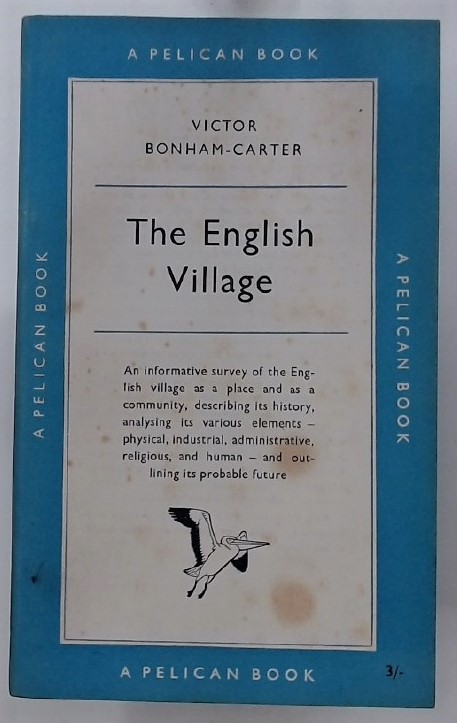 A PELICAN BOOK
VICTOR
BONHAM-CARTER
The English
Village
An informative survey of the Eng-
lish village as a place and as a
community, describing its history,
analysing its various elements –
physical, industrial, administrative,
religious, and human – and out-
lining its probable future
A PELICAN BOOK
A PELICAN BOOK
A PELICAN BOOK
3/-